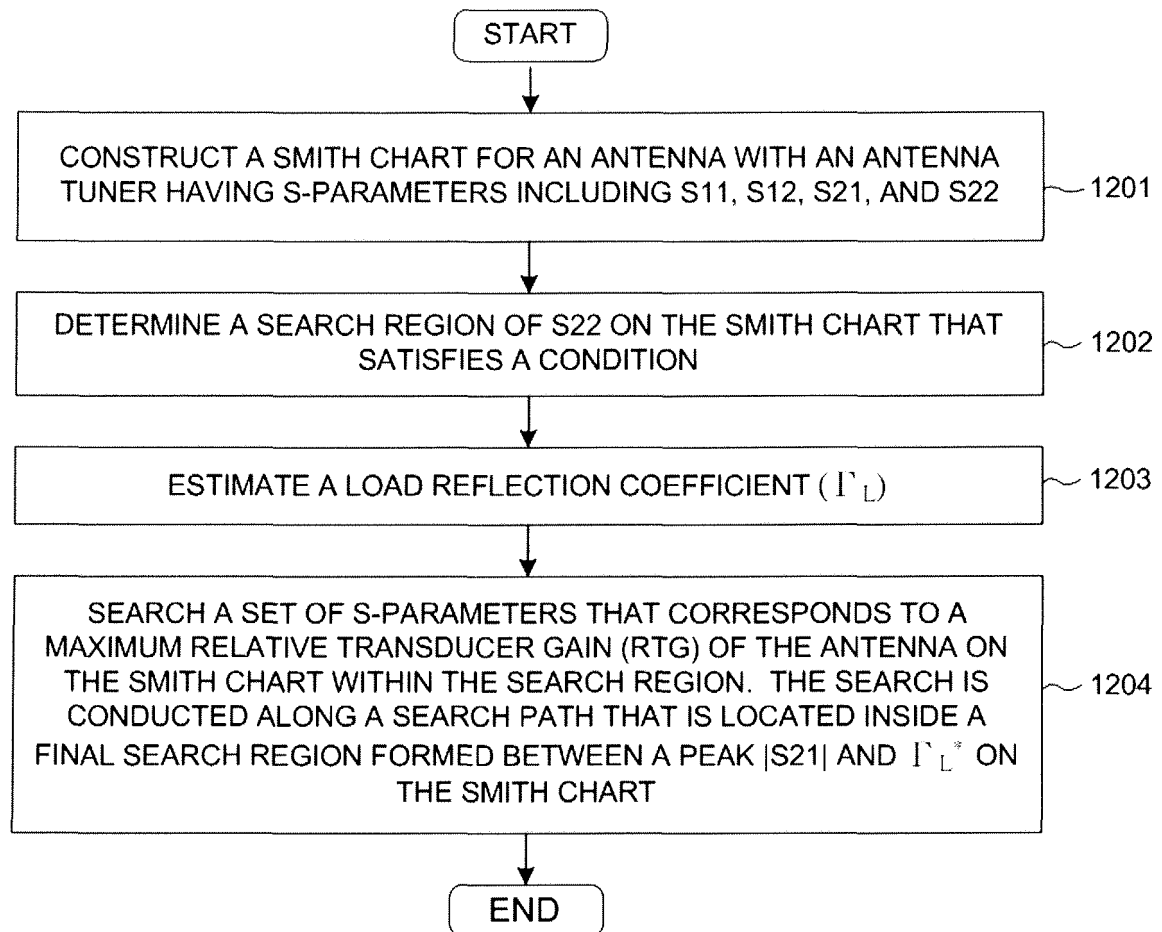 START
CONSTRUCT A SMITH CHART FOR AN ANTENNA WITH AN ANTENNA
TUNER HAVING S-PARAMETERS INCLUDING S11, S12, S21, AND S22
1201
DETERMINE A SEARCH REGION OF S22 ON THE SMITH CHART THAT
SATISFIES A CONDITION
1202
ESTIMATE A LOAD REFLECTION COEFFICIENT (Γ_L)
1203
SEARCH A SET OF S-PARAMETERS THAT CORRESPONDS TO A
MAXIMUM RELATIVE TRANSDUCER GAIN (RTG) OF THE ANTENNA ON
THE SMITH CHART WITHIN THE SEARCH REGION. THE SEARCH IS
CONDUCTED ALONG A SEARCH PATH THAT IS LOCATED INSIDE A
FINAL SEARCH REGION FORMED BETWEEN A PEAK |S21| AND Γ_L* ON
THE SMITH CHART
1204
END